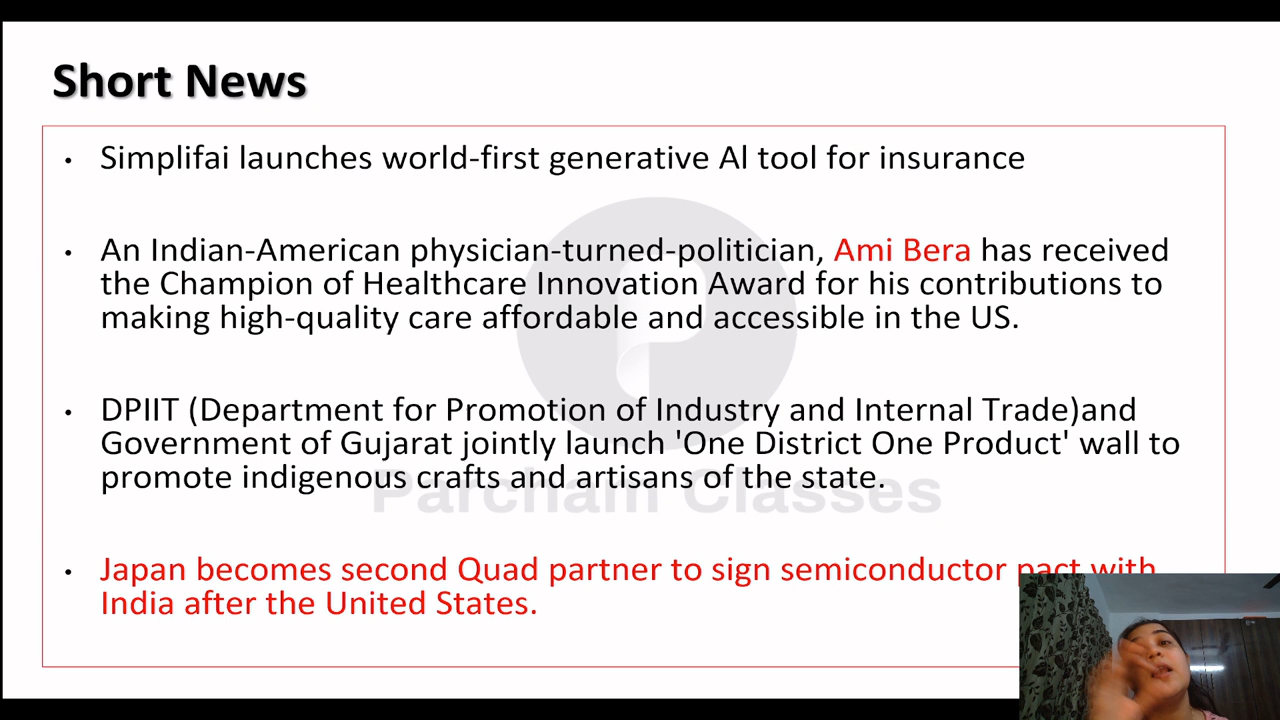 Short News
• Simplifai launches world-first generative Al tool for insurance
• An Indian-American physician-turned-politician, Ami Bera has received
the Champion of Healthcare Innovation Award for his contributions to
making high-quality care affordable and accessible in the US.
• DPIIT (Department for Promotion of Industry and Internal Trade)and
Government of Gujarat jointly launch 'One District One Product' wall to
promote indigenous crafts and artisans of the state.
Parcham Classes
• Japan becomes second Quad partner to sign semiconductor pact with
India after the United States.